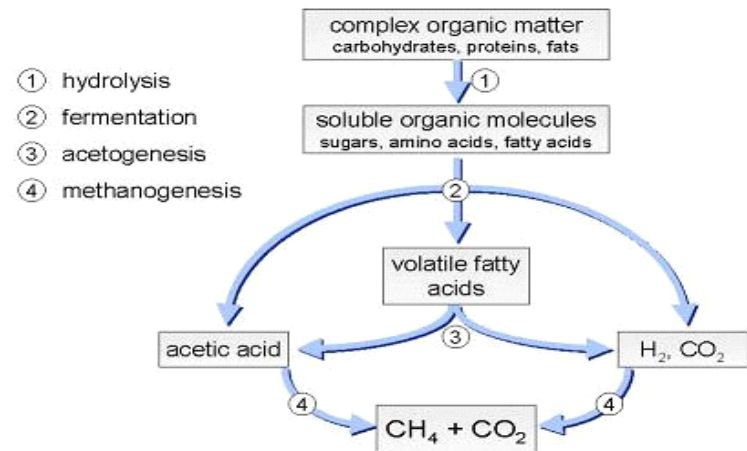 complex organic matter
carbohydrates, proteins, fats
① hydrolysis
① 
② fermentation
soluble organic molecules
sugars, amino acids, fatty acids
③ acetogenesis
④ methanogenesis
②
volatile fatty
acids
acetic acid
③
H₂, CO₂
④
④
CH₄ + CO₂